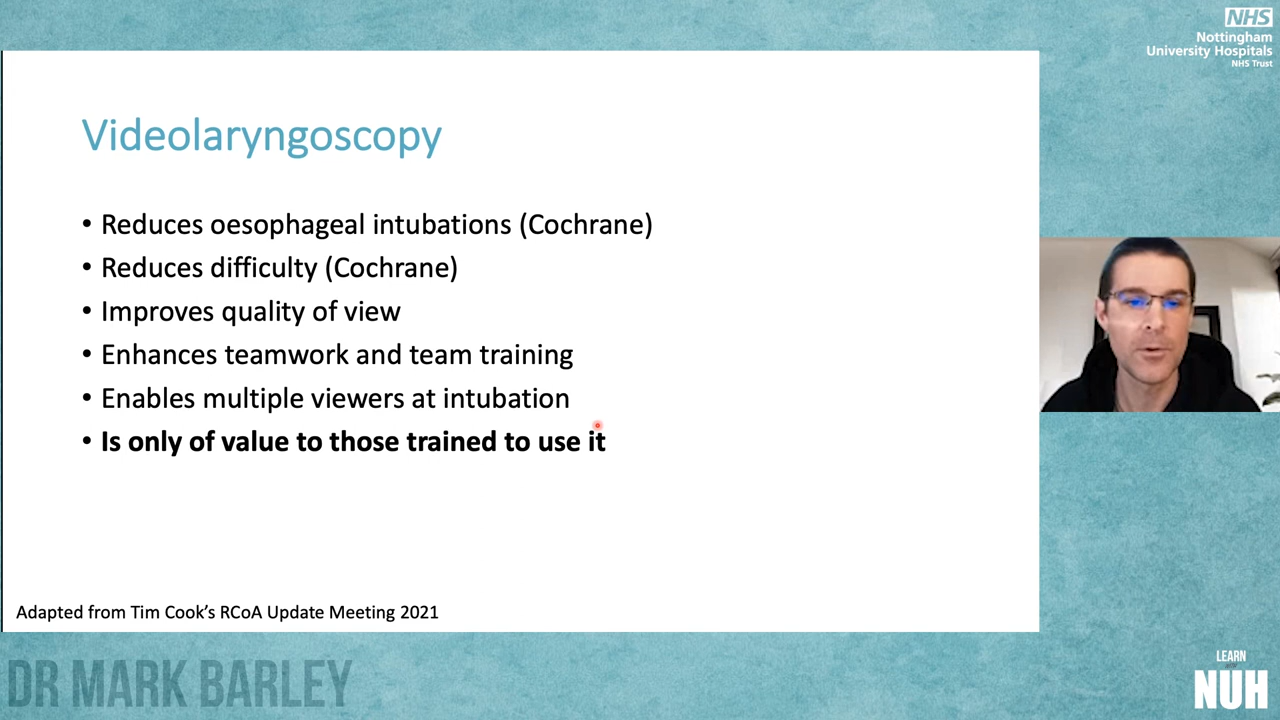 NHS
Nottingham
University Hospitals
NHS Trust
Videolaryngoscopy
• Reduces oesophageal intubations (Cochrane)
• Reduces difficulty (Cochrane)
• Improves quality of view
• Enhances teamwork and team training
• Enables multiple viewers at intubation
• Is only of value to those trained to use it
Adapted from Tim Cook’s RCoA Update Meeting 2021
DR MARK BARLEY
LEARN
NUH